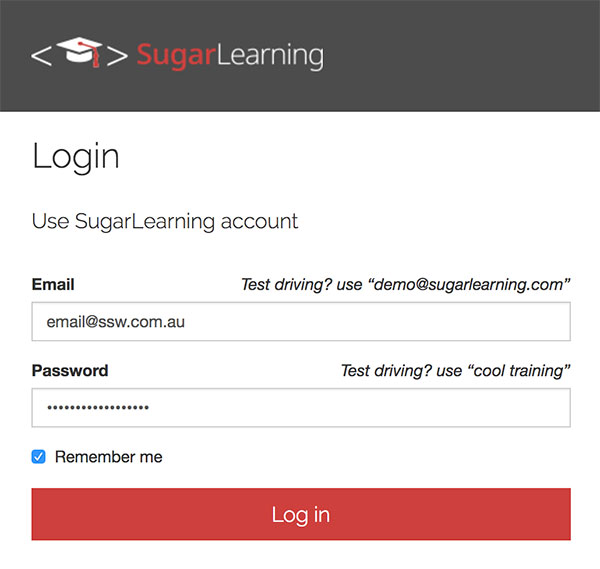 <> SugarLearning
Login
Use SugarLearning account
Email Test driving? use “demo@sugarlearning.com”
email@ssw.com.au
Password Test driving? use “cool training”
••••••••••••••••••
Remember me
Log in